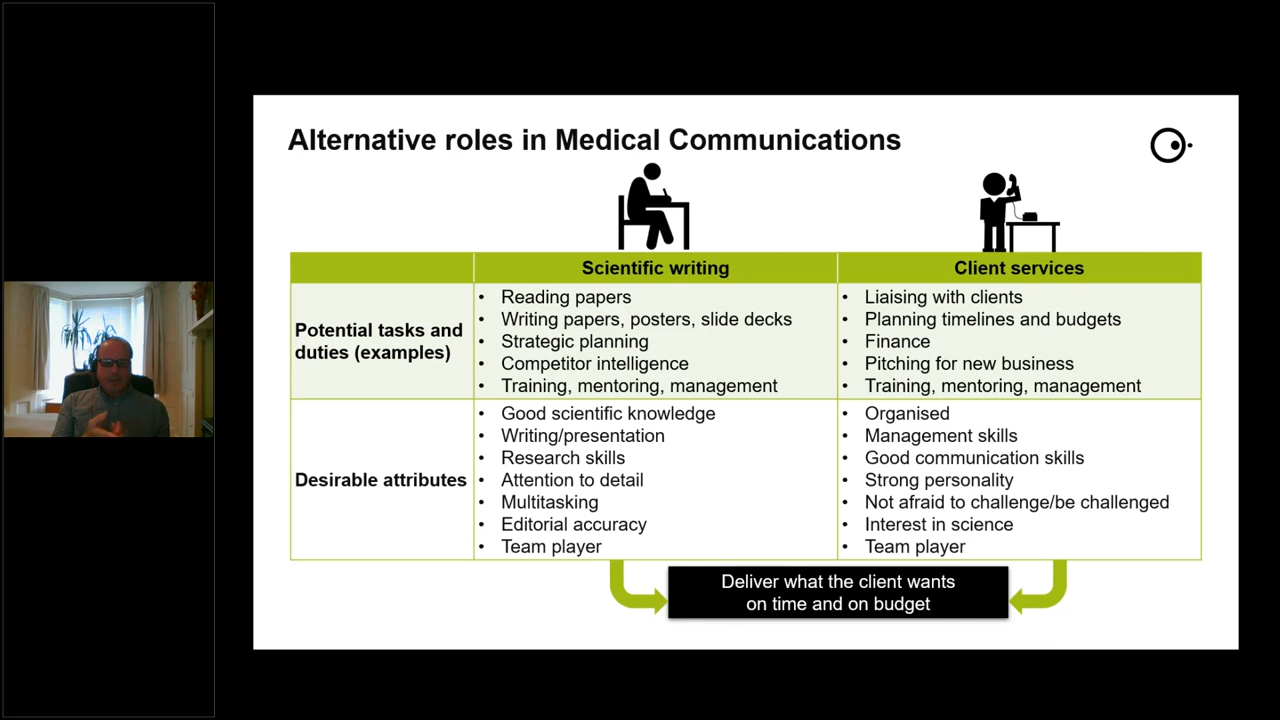 Alternative roles in Medical Communications
Scientific writing
Client services
Potential tasks and
duties (examples)
• Reading papers
• Writing papers, posters, slide decks
• Strategic planning
• Competitor intelligence
• Training, mentoring, management
• Liaising with clients
• Planning timelines and budgets
• Finance
• Pitching for new business
• Training, mentoring, management
Desirable attributes
• Good scientific knowledge
• Writing/presentation
• Research skills
• Attention to detail
• Multitasking
• Editorial accuracy
• Team player
• Organised
• Management skills
• Good communication skills
• Strong personality
• Not afraid to challenge/be challenged
• Interest in science
• Team player
Deliver what the client wants
on time and on budget